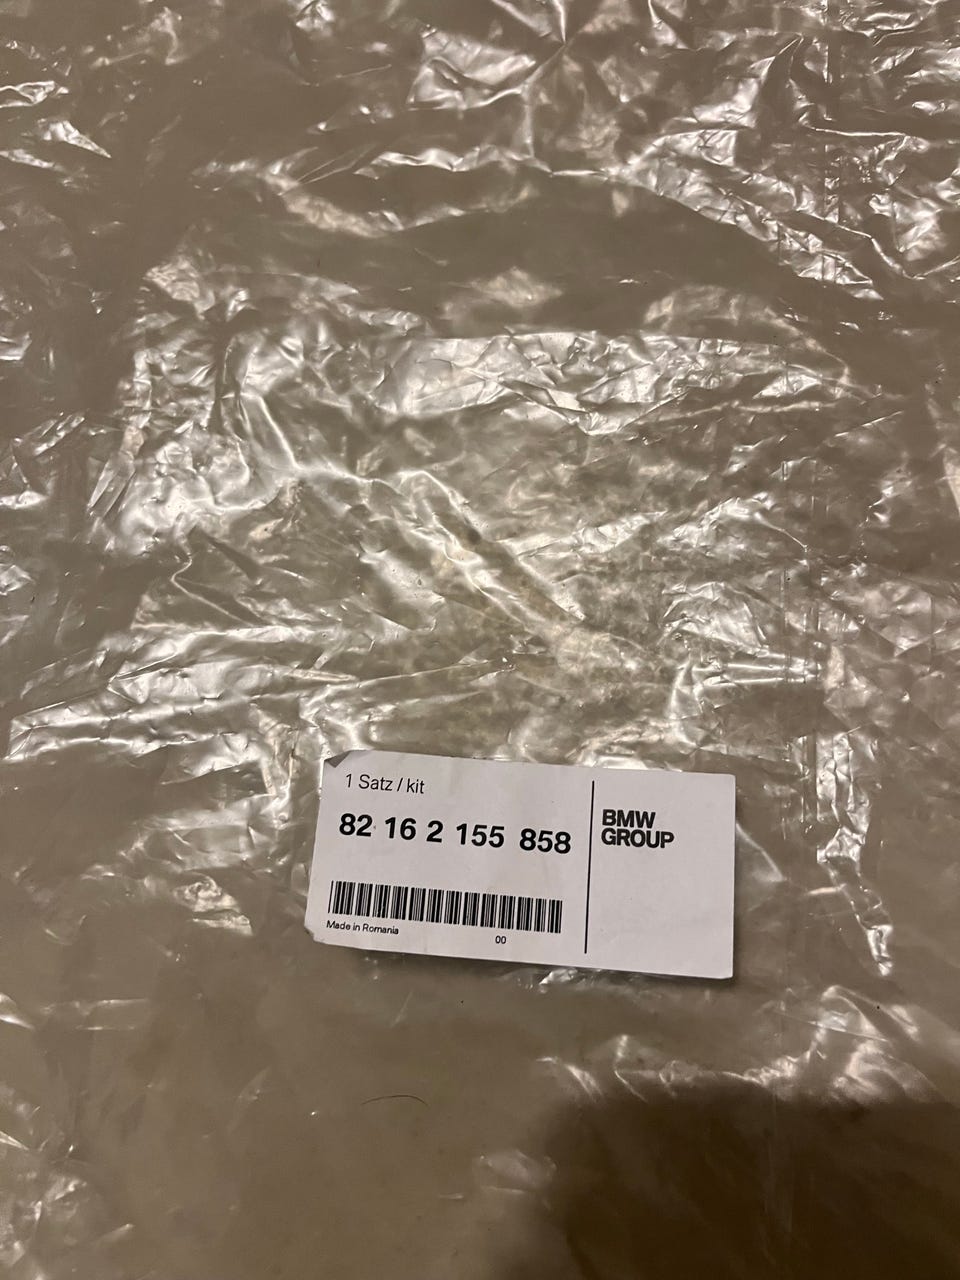 1 Satz / kit
82 16 2 155 858
Made in Romania
00
BMW
GROUP